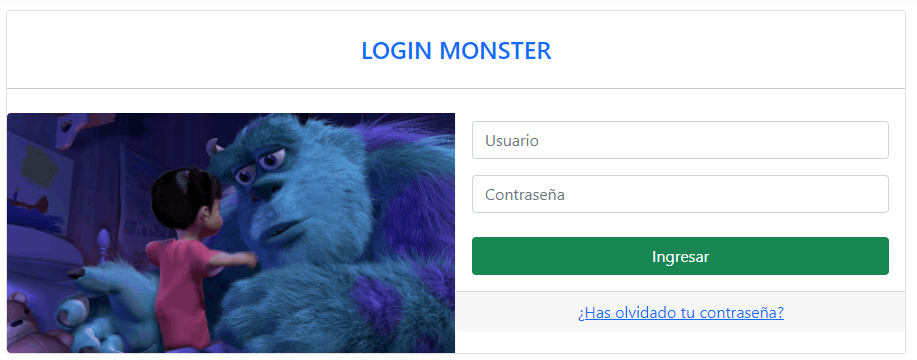 LOGIN MONSTER
Usuario
Contraseña
Ingresar
¿Has olvidado tu contraseña?